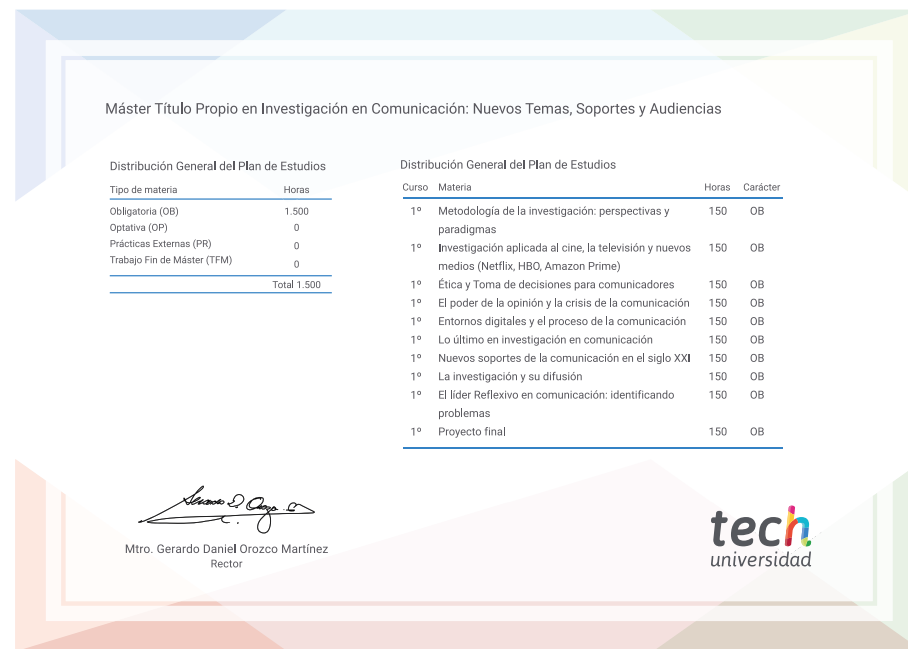 Máster Título Propio en Investigación en Comunicación: Nuevos Temas, Soportes y Audiencias
Distribución General del Plan de Estudios
Tipo de materia Horas
Obligatoria (OB) 1.500
Optativa (OP) 0
Prácticas Externas (PR) 0
Trabajo Fin de Máster (TFM) 0
Total 1.500
Distribución General del Plan de Estudios
Curso Materia Horas Carácter
1º Metodología de la investigación: perspectivas y 150 OB
paradigmas
1º Investigación aplicada al cine, la televisión y nuevos 150 OB
medios (Netflix, HBO, Amazon Prime)
1º Ética y Toma de decisiones para comunicadores 150 OB
1º El poder de la opinión y la crisis de la comunicación 150 OB
1º Entornos digitales y el proceso de la comunicación 150 OB
1º Lo último en investigación en comunicación 150 OB
1º Nuevos soportes de la comunicación en el siglo XXI 150 OB
1º La investigación y su difusión 150 OB
1º El líder Reflexivo en comunicación: identificando 150 OB
problemas
1º Proyecto final 150 OB
Mtro. Gerardo Daniel Orozco Martínez
Rector
tech
universidad